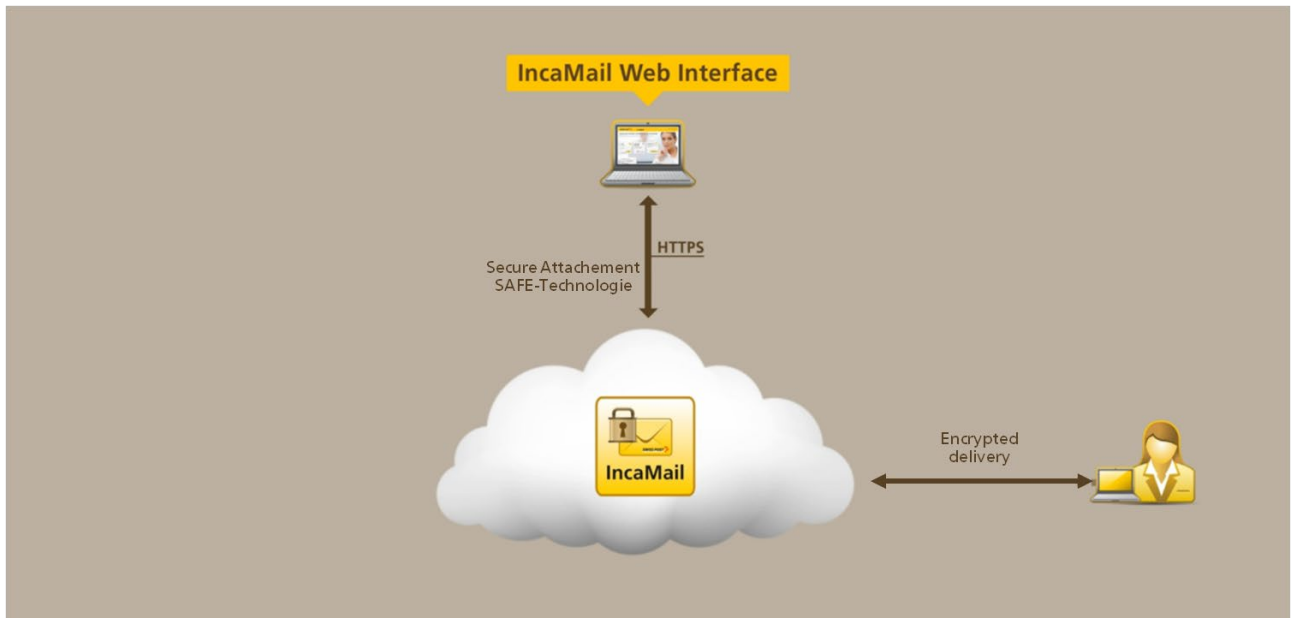 IncaMail Web Interface
HTTPS
Secure Attachement
SAFE-Technologie
IncaMail
Encrypted
delivery